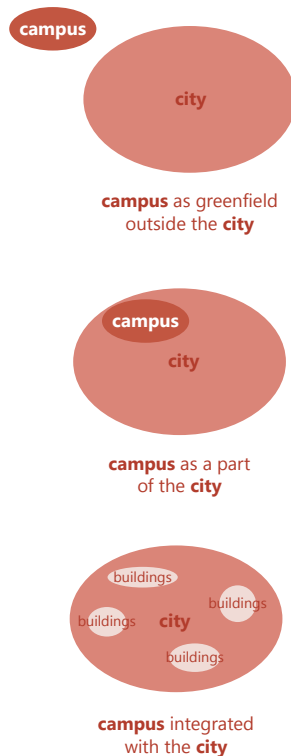 campus
city
campus as greenfield
outside the city
campus
city
campus as a part
of the city
buildings
buildings
buildings
city
buildings
campus integrated
with the city